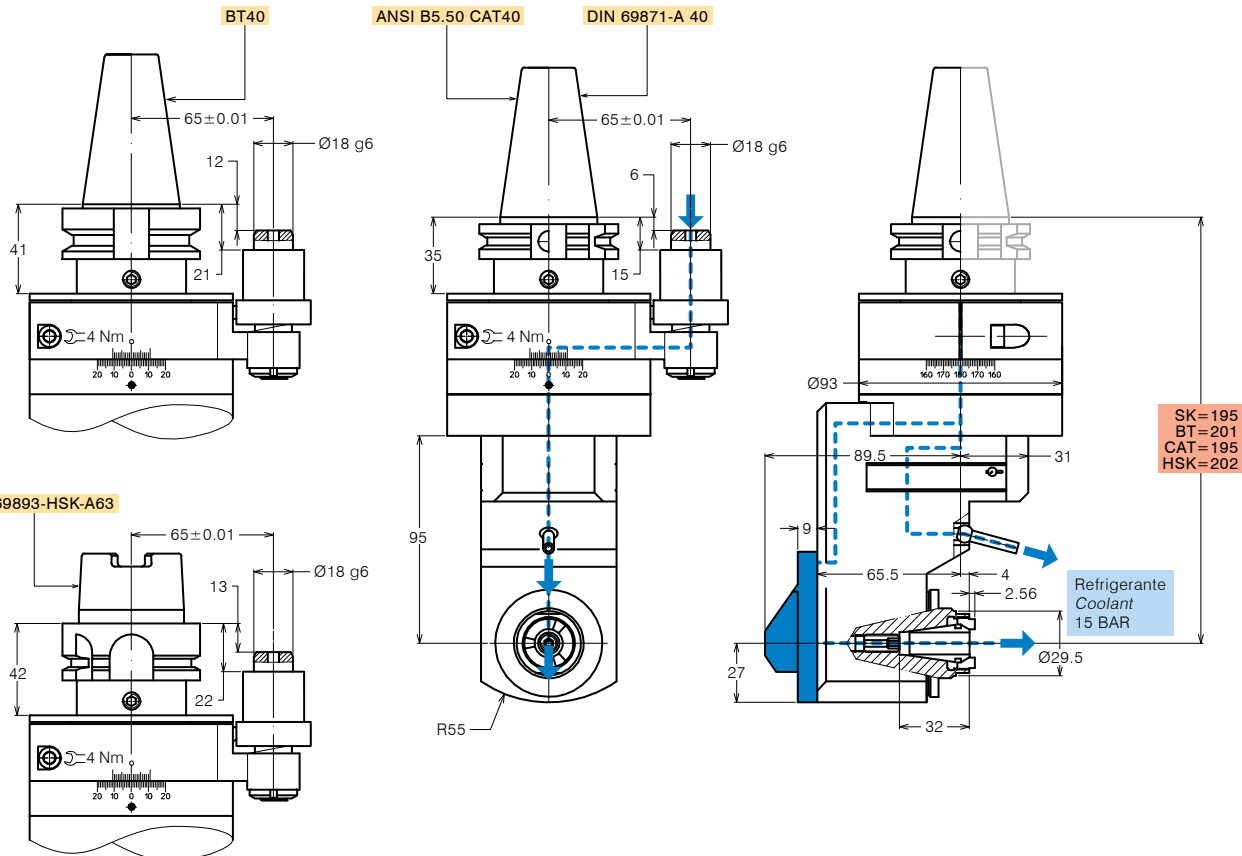 BT40
ANSI B5.50 CAT40
DIN 69871-A 40
65±0.01
Ø18 g6
12
41
21
4 Nm
20 10 0 10 20
65±0.01
Ø18 g6
6
35
15
4 Nm
20 10 0 10 20
95
R55
160 170 180 170 160
Ø93
89.5
31
9
65.5
4
2.56
Ø29.5
27
32
SK=195
BT=201
CAT=195
HSK=202
Refrigerante
Coolant
15 BAR
69893-HSK-A63
65±0.01
Ø18 g6
13
42
22
4 Nm
20 10 0 10 20